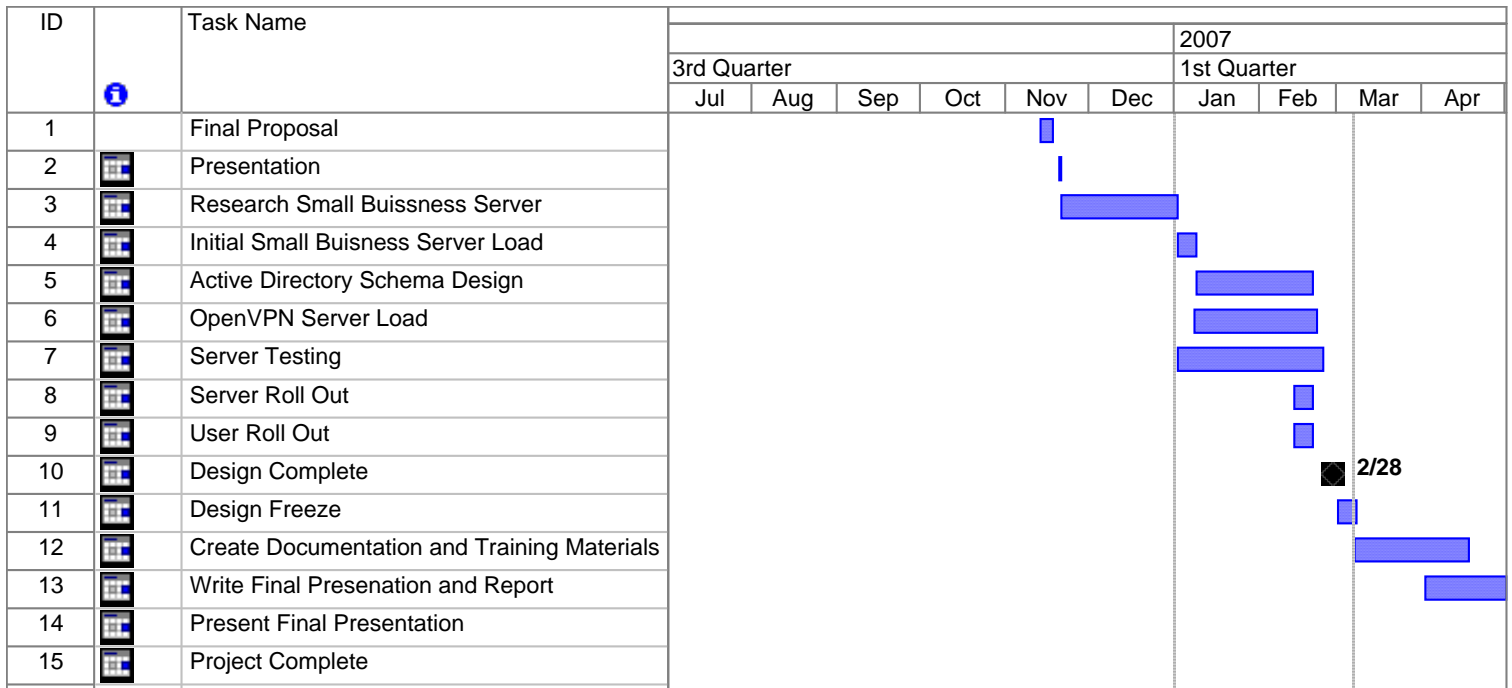 ID Task Name
2007
3rd Quarter 1st Quarter
Jul Aug Sep Oct Nov Dec Jan Feb Mar Apr
1 Final Proposal
2 Presentation
3 Research Small Buissness Server
4 Initial Small Buisness Server Load
5 Active Directory Schema Design
6 OpenVPN Server Load
7 Server Testing
8 Server Roll Out
9 User Roll Out
10 Design Complete 2/28
11 Design Freeze
12 Create Documentation and Training Materials
13 Write Final Presenation and Report
14 Present Final Presentation
15 Project Complete